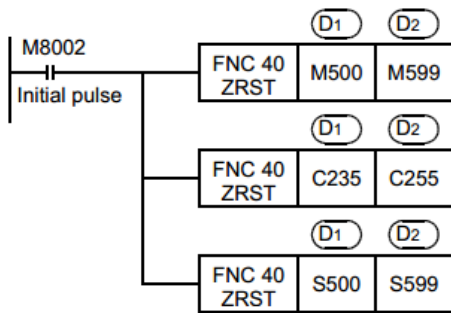 M8002
Initial pulse
D1 D2
FNC 40 ZRST M500 M599
D1 D2
FNC 40 ZRST C235 C255
D1 D2
FNC 40 ZRST S500 S599